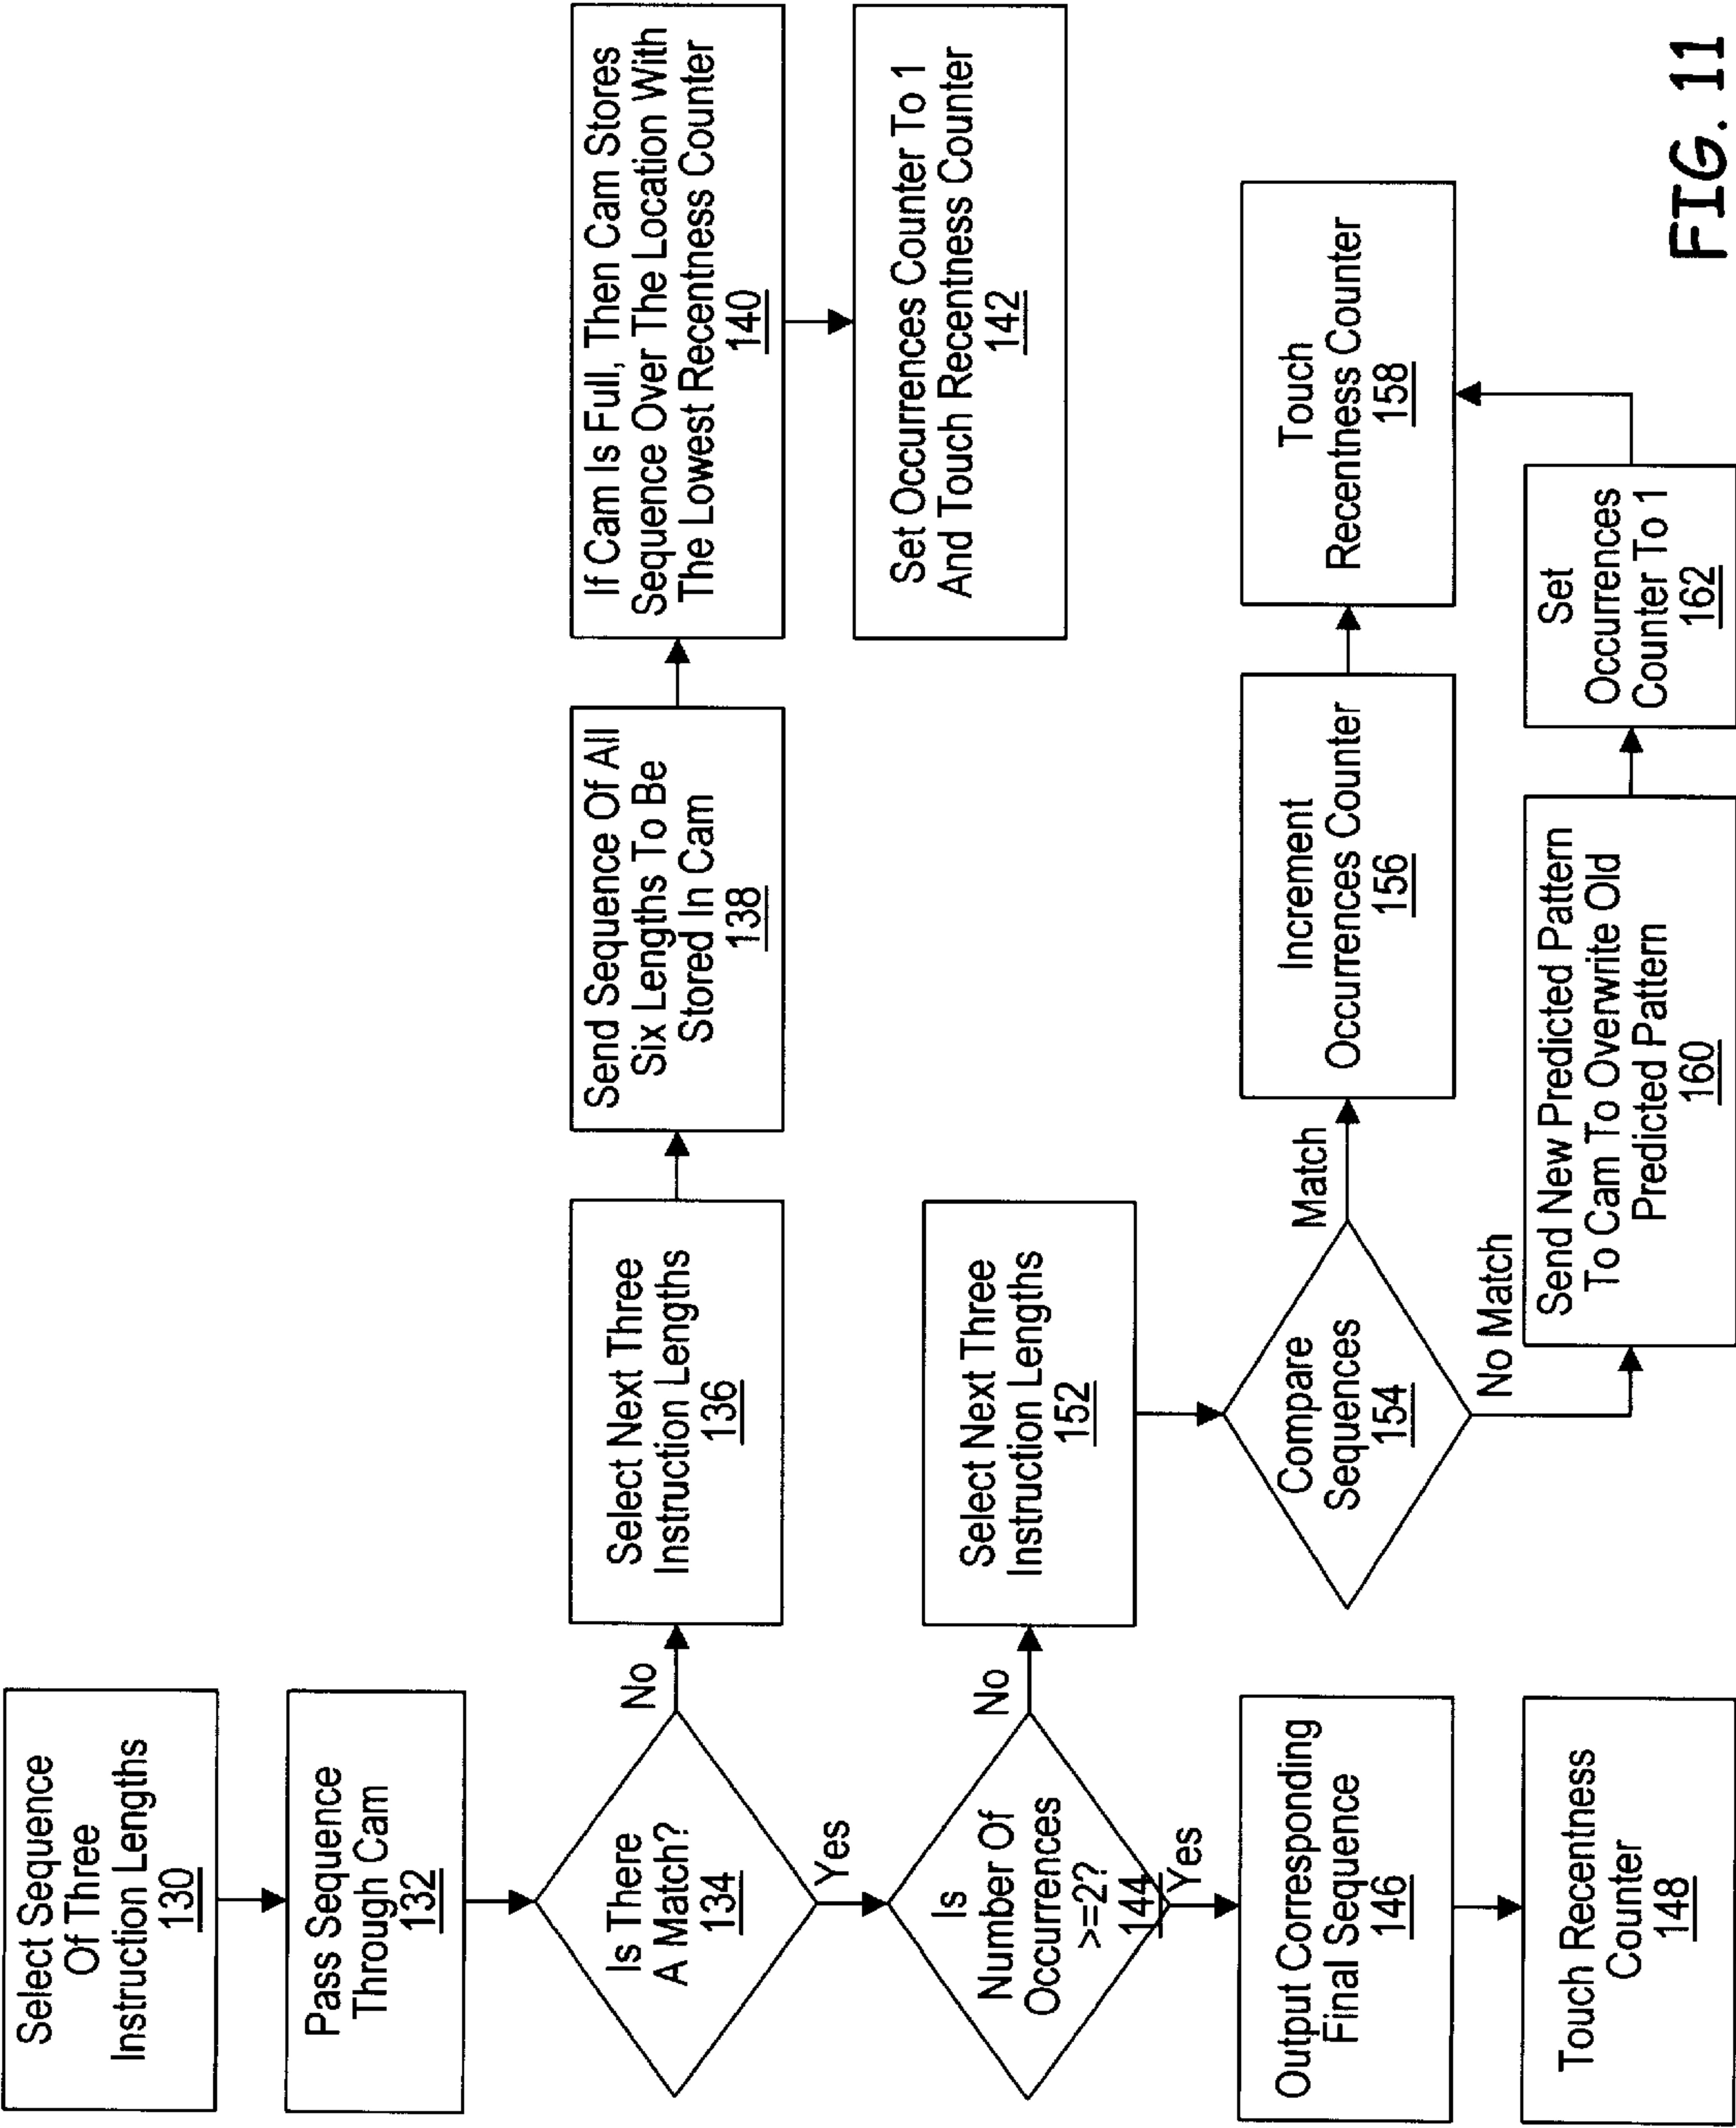 Select Sequence
Of Three
Instruction Lengths
130
Pass Sequence
Through Cam
132
Is There
A Match?
134
No
Yes
Select Next Three
Instruction Lengths
136
Send Sequence Of All
Six Lengths To Be
Stored In Cam
138
If Cam Is Full, Then Cam Stores
Sequence Over The Location With
The Lowest Recentness Counter
140
Set Occurrences Counter To 1
And Touch Recentness Counter
142
Is
Number Of
Occurrences
>=2?
144
No
Yes
Output Corresponding
Final Sequence
146
Touch Recentness
Counter
148
Select Next Three
Instruction Lengths
152
Compare
Sequences
154
Match
No Match
Increment
Occurrences Counter
156
Touch
Recentness Counter
158
Send New Predicted Pattern
To Cam To Overwrite Old
Predicted Pattern
160
Set
Occurrences
Counter To 1
162
FIG. 11